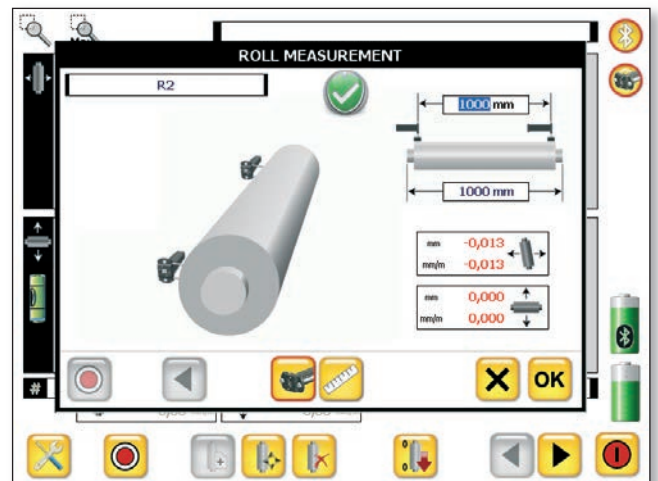 ROLL MEASUREMENT
R2
1000 mm
1000 mm
mm -0,013
mm/m -0,013
mm 0,000
mm/m 0,000
OK
#